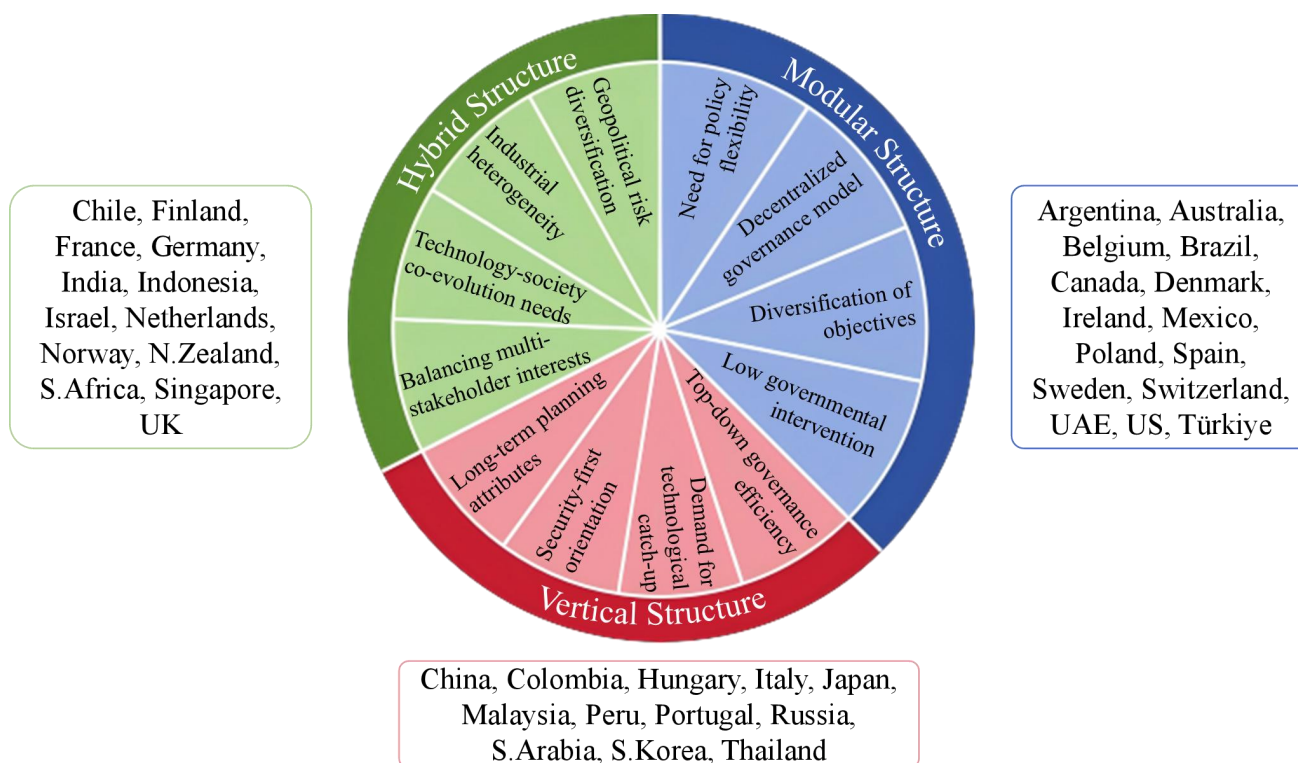 Hybrid Structure
Geopolitical risk
diversification
Industrial
heterogeneity
Technology-society
co-evolution needs
Balancing multi-
stakeholder interests
Modular Structure
Need for policy
flexibility
Decentralized
governance model
Diversification of
objectives
Low governmental
intervention
Vertical Structure
Top-down governance
efficiency
Demand for
technological
catch-up
Security-first
orientation
Long-term planning
attributes
Chile, Finland,
France, Germany,
India, Indonesia,
Israel, Netherlands,
Norway, N.Zealand,
S.Africa, Singapore,
UK
Argentina, Australia,
Belgium, Brazil,
Canada, Denmark,
Ireland, Mexico,
Poland, Spain,
Sweden, Switzerland,
UAE, US, Türkiye
China, Colombia, Hungary, Italy, Japan,
Malaysia, Peru, Portugal, Russia,
S.Arabia, S.Korea, Thailand